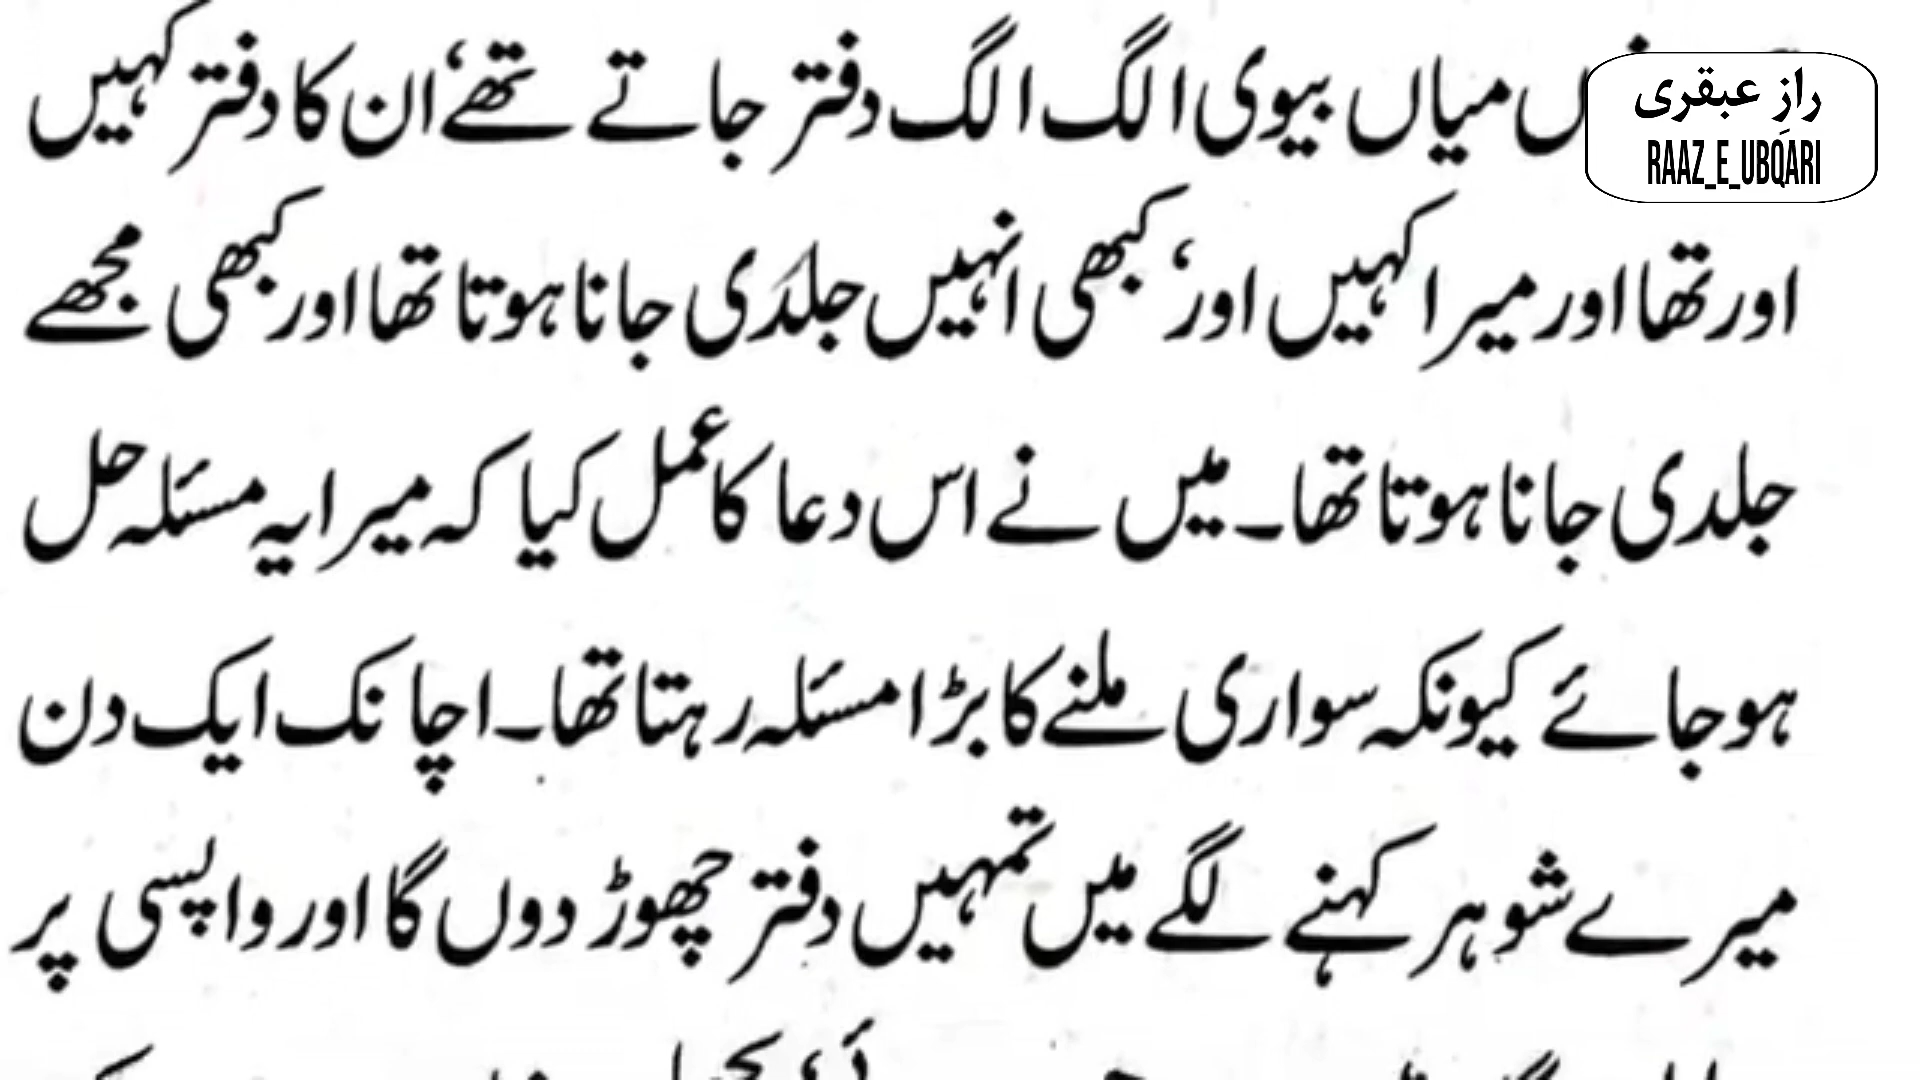 میاں بیوی الگ الگ دفتر جاتے تھے‘ ان کا دفتر کہیں
راز عبقری
RAAZ_E_UBQARI
اور تھا اور میرا کہیں اور‘ کبھی انہیں جلدی جانا ہوتا تھا اور کبھی مجھے
جلدی جانا ہوتا تھا۔ میں نے اس دعا کا عمل کیا کہ میرا یہ مسئلہ حل
ہو جائے کیونکہ سواری ملنے کا بڑا مسئلہ رہتا تھا۔ اچانک ایک دن
میرے شوہر کہنے لگے میں تمہیں دفتر چھوڑ دوں گا اور واپسی پر